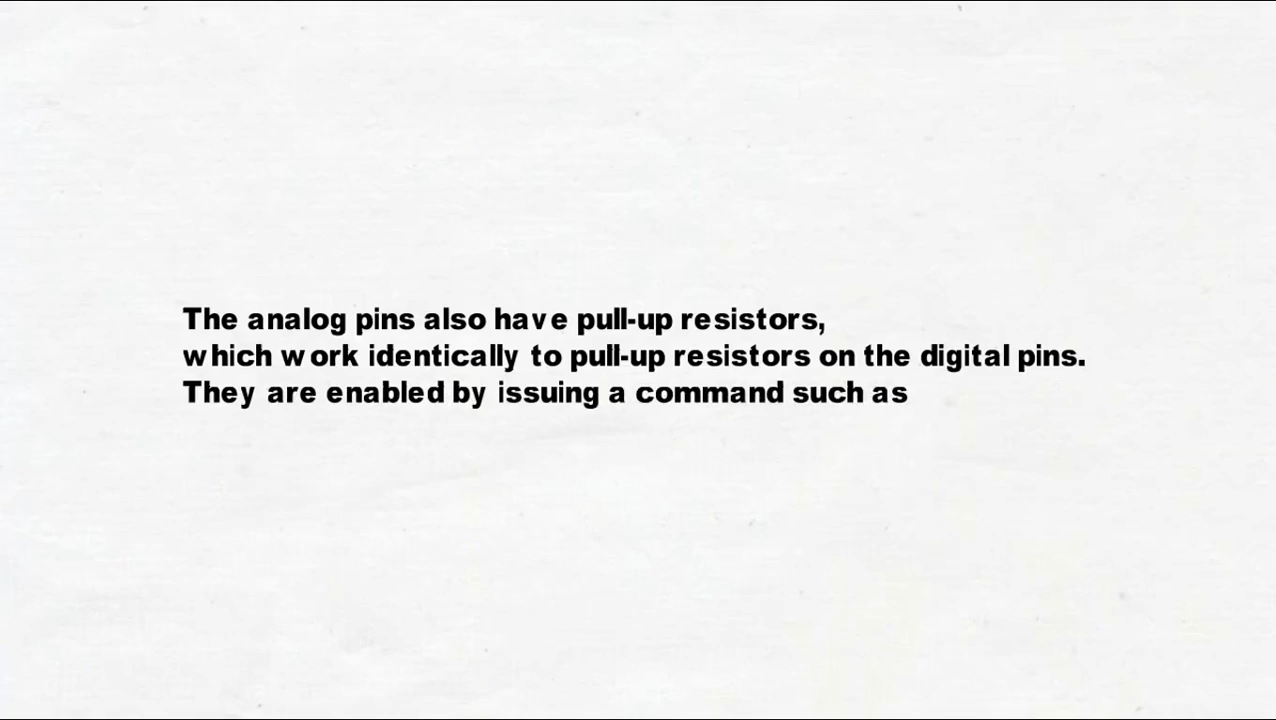 The analog pins also have pull-up resistors,
which work identically to pull-up resistors on the digital pins.
They are enabled by issuing a command such as